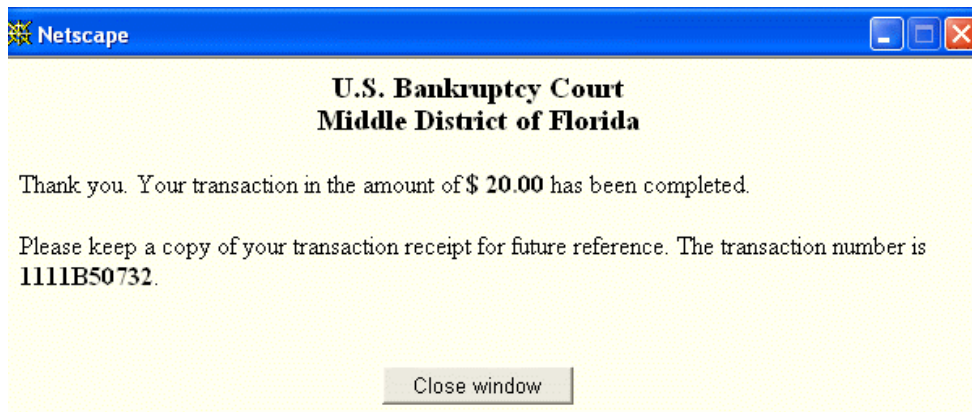 Netscape
U.S. Bankruptcy Court
Middle District of Florida
Thank you. Your transaction in the amount of $ 20.00 has been completed.
Please keep a copy of your transaction receipt for future reference. The transaction number is
1111B50732.
Close window